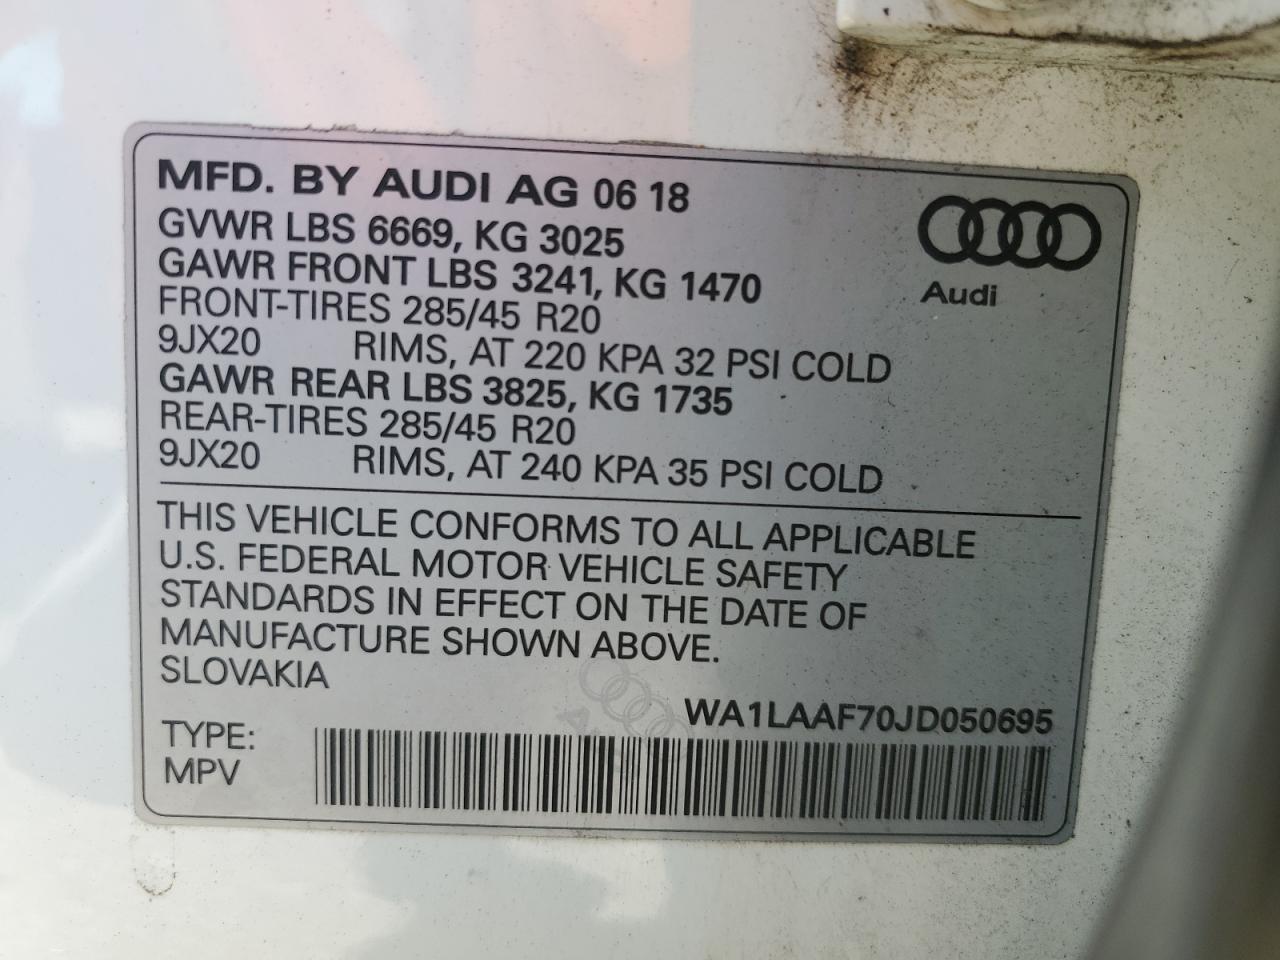 MFD. BY AUDI AG 06 18
GVWR LBS 6669, KG 3025
GAWR FRONT LBS 3241, KG 1470
FRONT-TIRES 285/45 R20
9JX20 RIMS, AT 220 KPA 32 PSI COLD
GAWR REAR LBS 3825, KG 1735
REAR-TIRES 285/45 R20
9JX20 RIMS, AT 240 KPA 35 PSI COLD
Audi
THIS VEHICLE CONFORMS TO ALL APPLICABLE
U.S. FEDERAL MOTOR VEHICLE SAFETY
STANDARDS IN EFFECT ON THE DATE OF
MANUFACTURE SHOWN ABOVE.
SLOVAKIA
WA1LAAF70JD050695
TYPE:
MPV